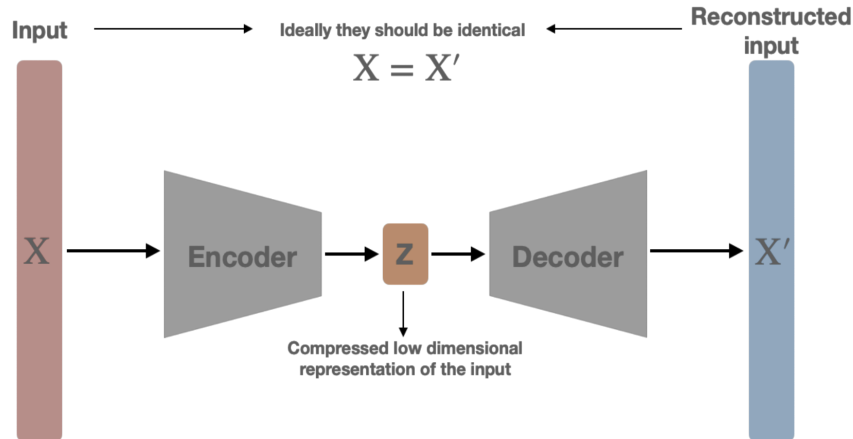 Input
Ideally they should be identical
Reconstructed
input
X = X′
X
Encoder
Z
Decoder
X′
Compressed low dimensional
representation of the input